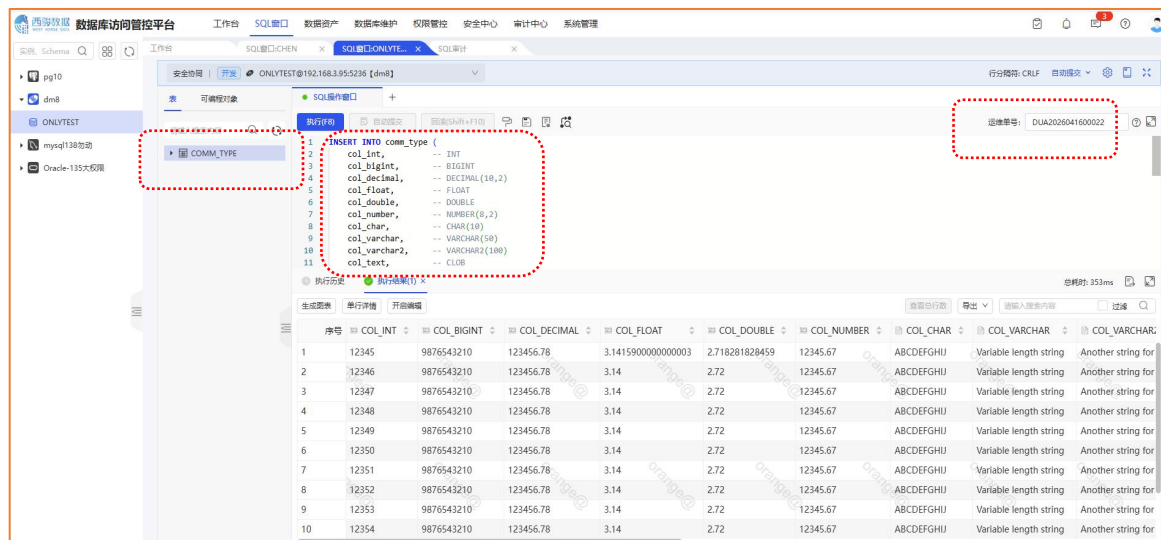 西骏数据 数据库访问管控平台 工作台 SQL窗口 数据资产 数据库维护 权限管控 安全中心 审计中心 系统管理 3
实例, Schema 工作台 SQL窗口:CHEN × SQL窗口:ONLYTE... × SQL审计 ×
pg10
dm8
ONLYTEST
mysql138勿动
Oracle-135大权限
安全协同 | 开发 ONLYTEST@192.168.3.95:5236【dm8】 行分隔符: CRLF 自动提交
表 可编程对象
COMM_TYPE
SQL操作窗口 +
执行(F8) 自动提交 回滚(Shift+F10) 运维单号: DUA2026041600022
1 INSERT INTO comm_type (
2 col_int, -- INT
3 col_bigint, -- BIGINT
4 col_decimal, -- DECIMAL(10,2)
5 col_float, -- FLOAT
6 col_double, -- DOUBLE
7 col_number, -- NUMBER(8,2)
8 col_char, -- CHAR(10)
9 col_varchar, -- VARCHAR(50)
10 col_varchar2, -- VARCHAR2(100)
11 col_text, -- CLOB
执行历史 执行结果(1) × 总耗时: 353ms
生成图表 单行详情 开启编辑 查看总行数 导出 请输入搜索内容 过滤
序号 COL_INT COL_BIGINT COL_DECIMAL COL_FLOAT COL_DOUBLE COL_NUMBER COL_CHAR COL_VARCHAR COL_VARCHAR2
1 12345 9876543210 123456.78 3.1415900000000003 2.718281828459 12345.67 ABCDEFGHIJ Variable length string Another string for
2 12346 9876543210 123456.78 3.14 2.72 12345.67 ABCDEFGHIJ Variable length string Another string for
3 12347 9876543210 123456.78 3.14 2.72 12345.67 ABCDEFGHIJ Variable length string Another string for
4 12348 9876543210 123456.78 3.14 2.72 12345.67 ABCDEFGHIJ Variable length string Another string for
5 12349 9876543210 123456.78 3.14 2.72 12345.67 ABCDEFGHIJ Variable length string Another string for
6 12350 9876543210 123456.78 3.14 2.72 12345.67 ABCDEFGHIJ Variable length string Another string for
7 12351 9876543210 123456.78 3.14 2.72 12345.67 ABCDEFGHIJ Variable length string Another string for
8 12352 9876543210 123456.78 3.14 2.72 12345.67 ABCDEFGHIJ Variable length string Another string for
9 12353 9876543210 123456.78 3.14 2.72 12345.67 ABCDEFGHIJ Variable length string Another string for
10 12354 9876543210 123456.78 3.14 2.72 12345.67 ABCDEFGHIJ Variable length string Another string for